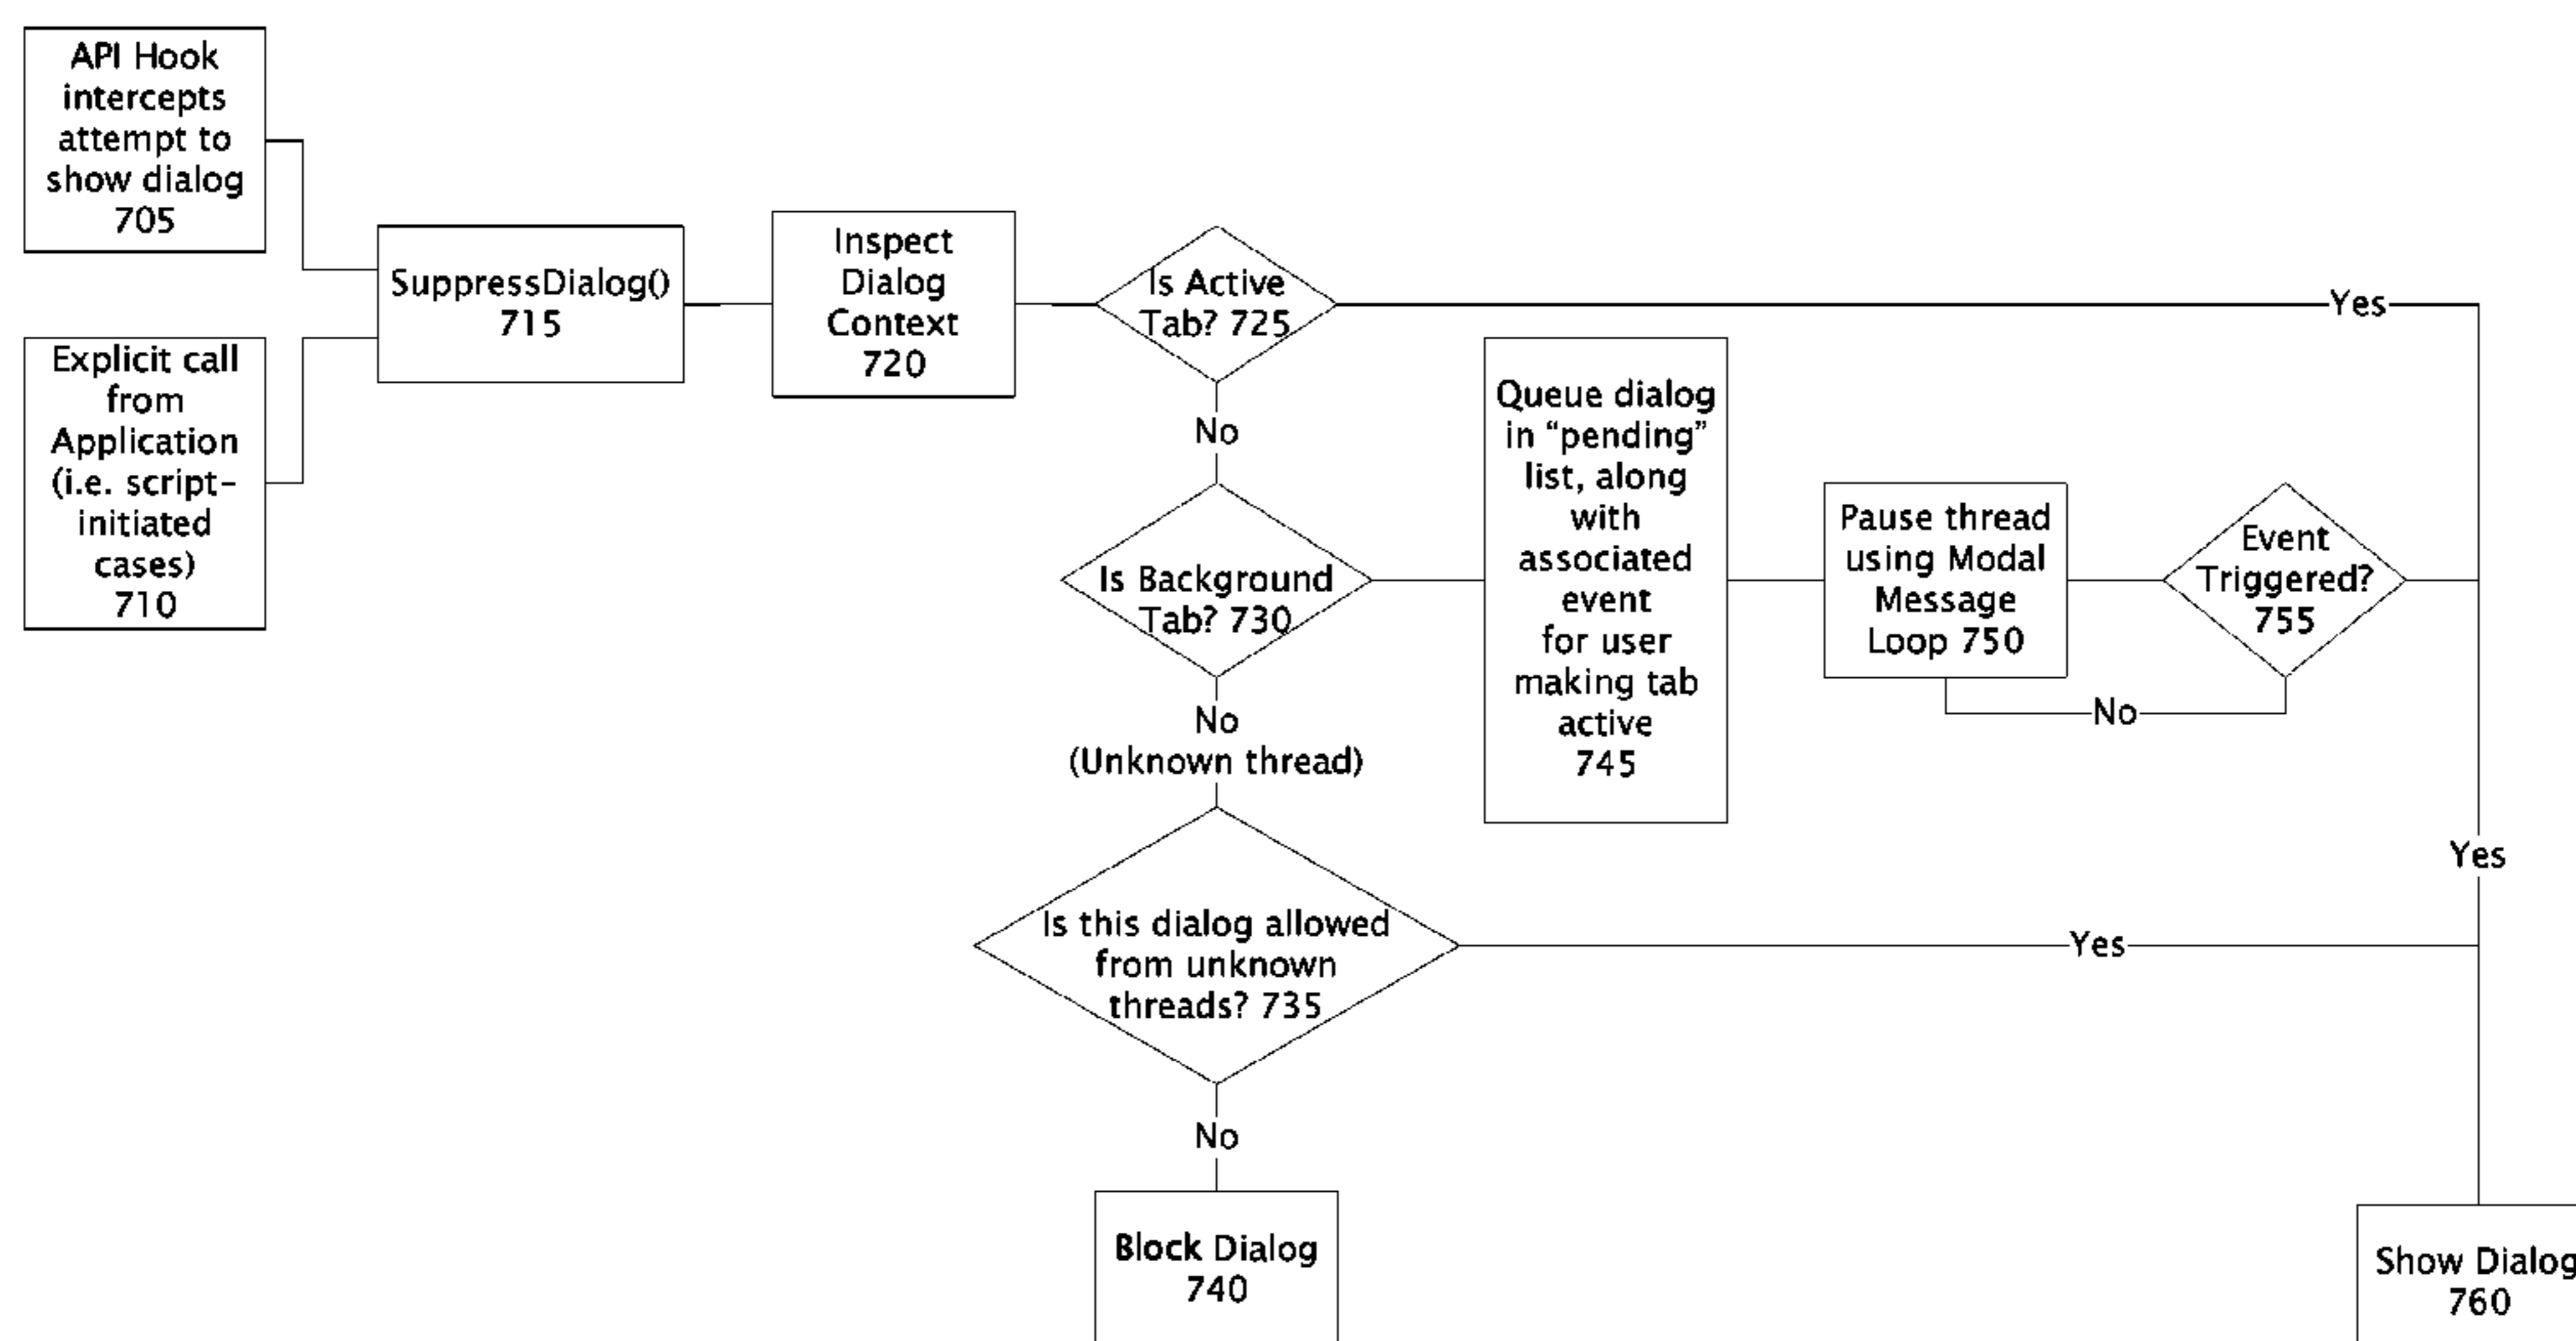 API Hook
intercepts
attempt to
show dialog
705
Explicit call
from
Application
(i.e. script-
initiated
cases)
710
SuppressDialog()
715
Inspect
Dialog
Context
720
Is Active
Tab? 725
Yes
No
Is Background
Tab? 730
Queue dialog
in “pending”
list, along
with
associated
event
for user
making tab
active
745
Pause thread
using Modal
Message
Loop 750
Event
Triggered?
755
No
No
(Unknown thread)
Yes
Is this dialog allowed
from unknown
threads? 735
Yes
No
Block Dialog
740
Show Dialog
760